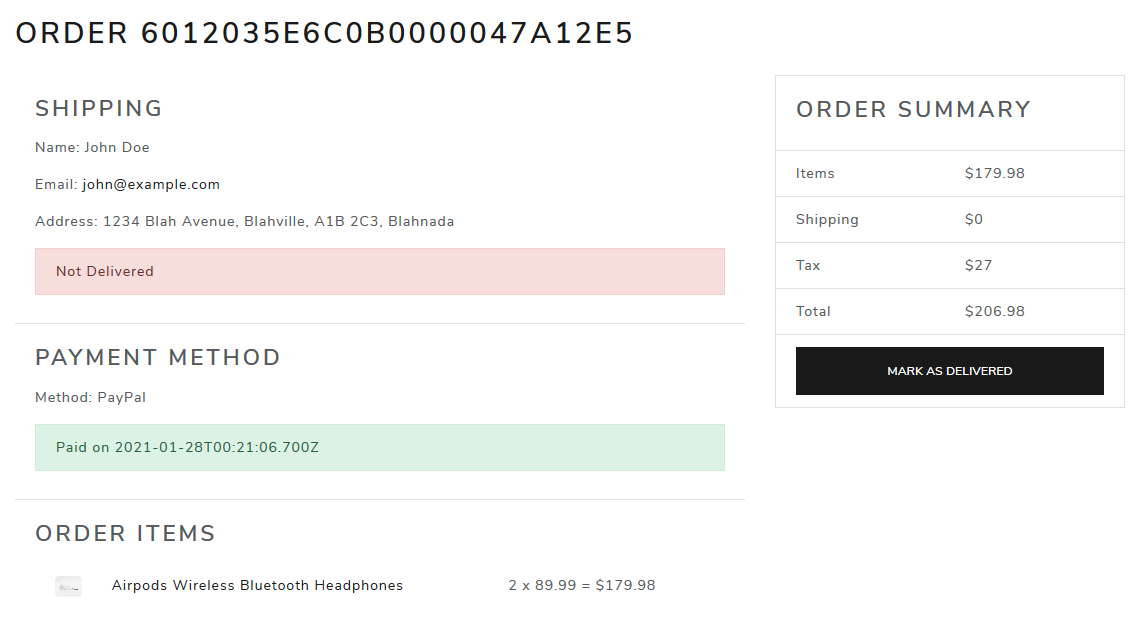 ORDER 6012035E6C0B0000047A12E5
SHIPPING
Name: John Doe
Email: john@example.com
Address: 1234 Blah Avenue, Blahville, A1B 2C3, Blahnada
Not Delivered
PAYMENT METHOD
Method: PayPal
Paid on 2021-01-28T00:21:06.700Z
ORDER ITEMS
Airpods Wireless Bluetooth Headphones 2 x 89.99 = $179.98
ORDER SUMMARY
Items $179.98
Shipping $0
Tax $27
Total $206.98
MARK AS DELIVERED